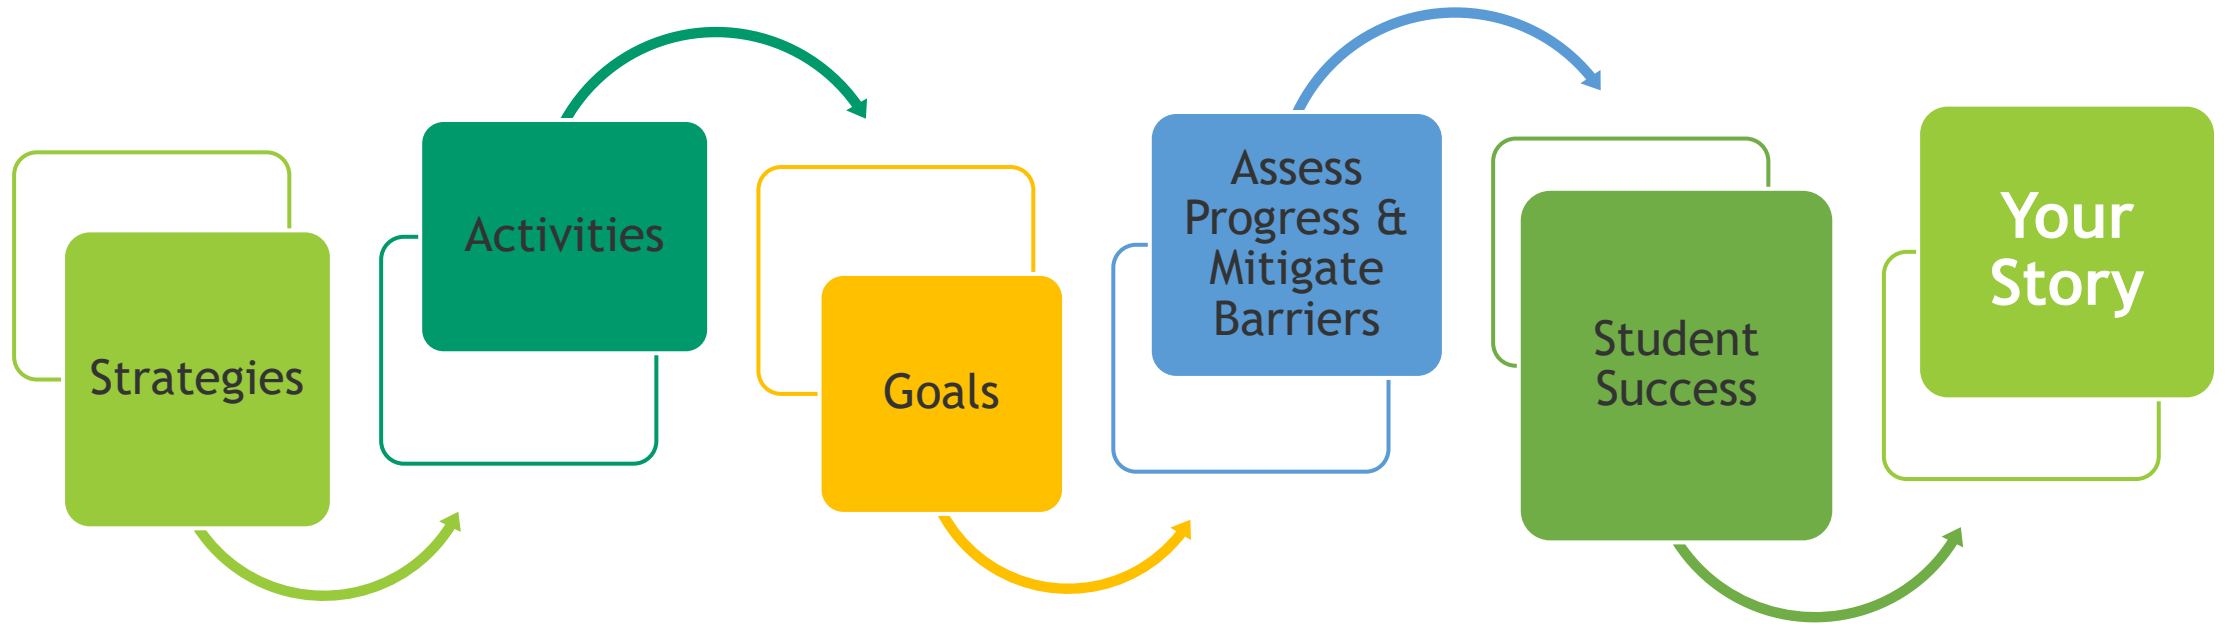 Strategies
Activities
Goals
Assess
Progress &
Mitigate
Barriers
Student
Success
Your
Story